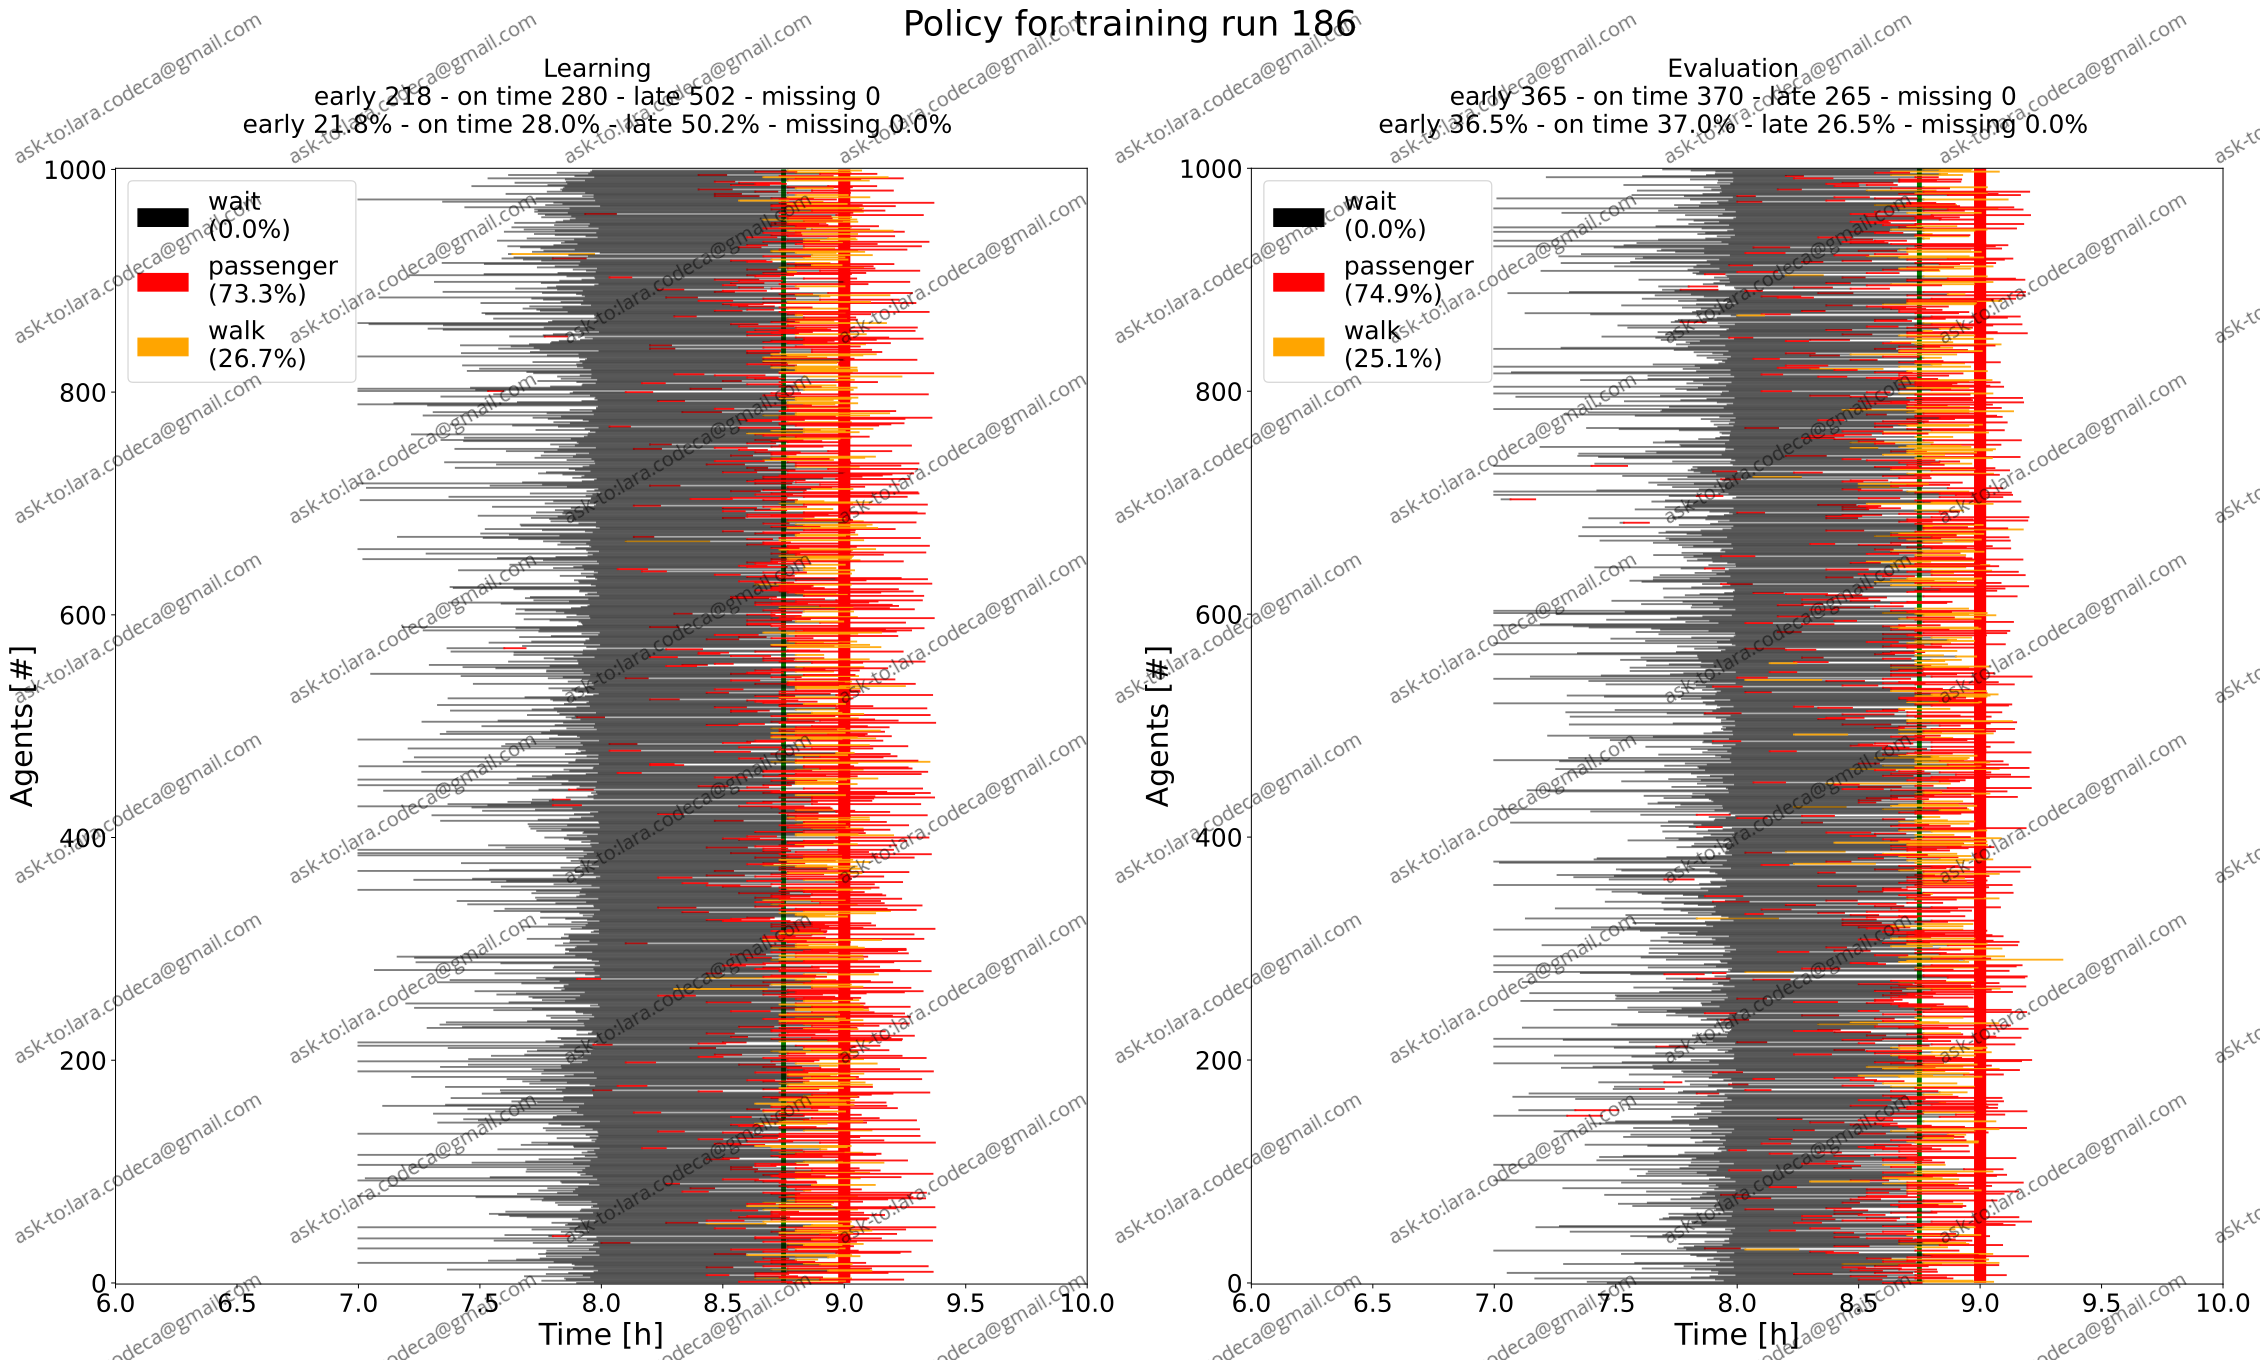 Policy for training run 186
Learning
early 218 - on time 280 - late 502 - missing 0
early 21.8% - on time 28.0% - late 50.2% - missing 0.0%
1000
800
600
400
200
0
Agents [#]
wait
(0.0%)
passenger
(73.3%)
walk
(26.7%)
6.0 6.5 7.0 7.5 8.0 8.5 9.0 9.5 10.0
Time [h]
Evaluation
early 365 - on time 370 - late 265 - missing 0
early 36.5% - on time 37.0% - late 26.5% - missing 0.0%
1000
800
600
400
200
0
Agents [#]
wait
(0.0%)
passenger
(74.9%)
walk
(25.1%)
6.0 6.5 7.0 7.5 8.0 8.5 9.0 9.5 10.0
Time [h]
ask-to:lara.codeca@gmail.com